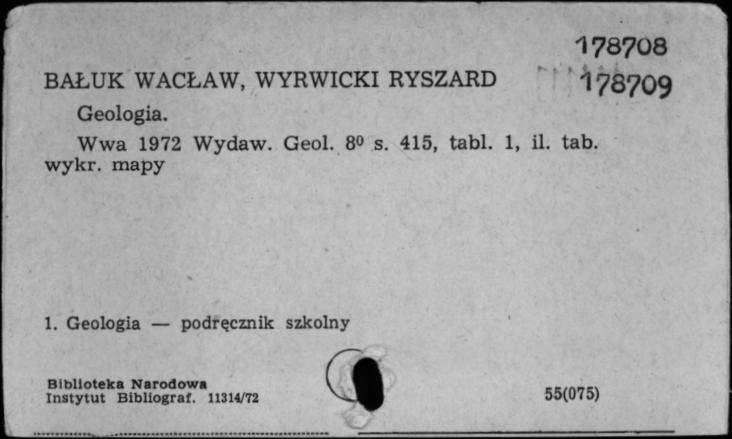 178708
BAŁUK WACŁAW, WYRWICKI RYSZARD
178709
Geologia.
Wwa 1972 Wydaw. Geol. 8⁰ s. 415, tabl. 1, il. tab.
wykr. mapy
1. Geologia — podręcznik szkolny
Biblioteka Narodowa
Instytut Bibliograf. 11314/72
55(075)